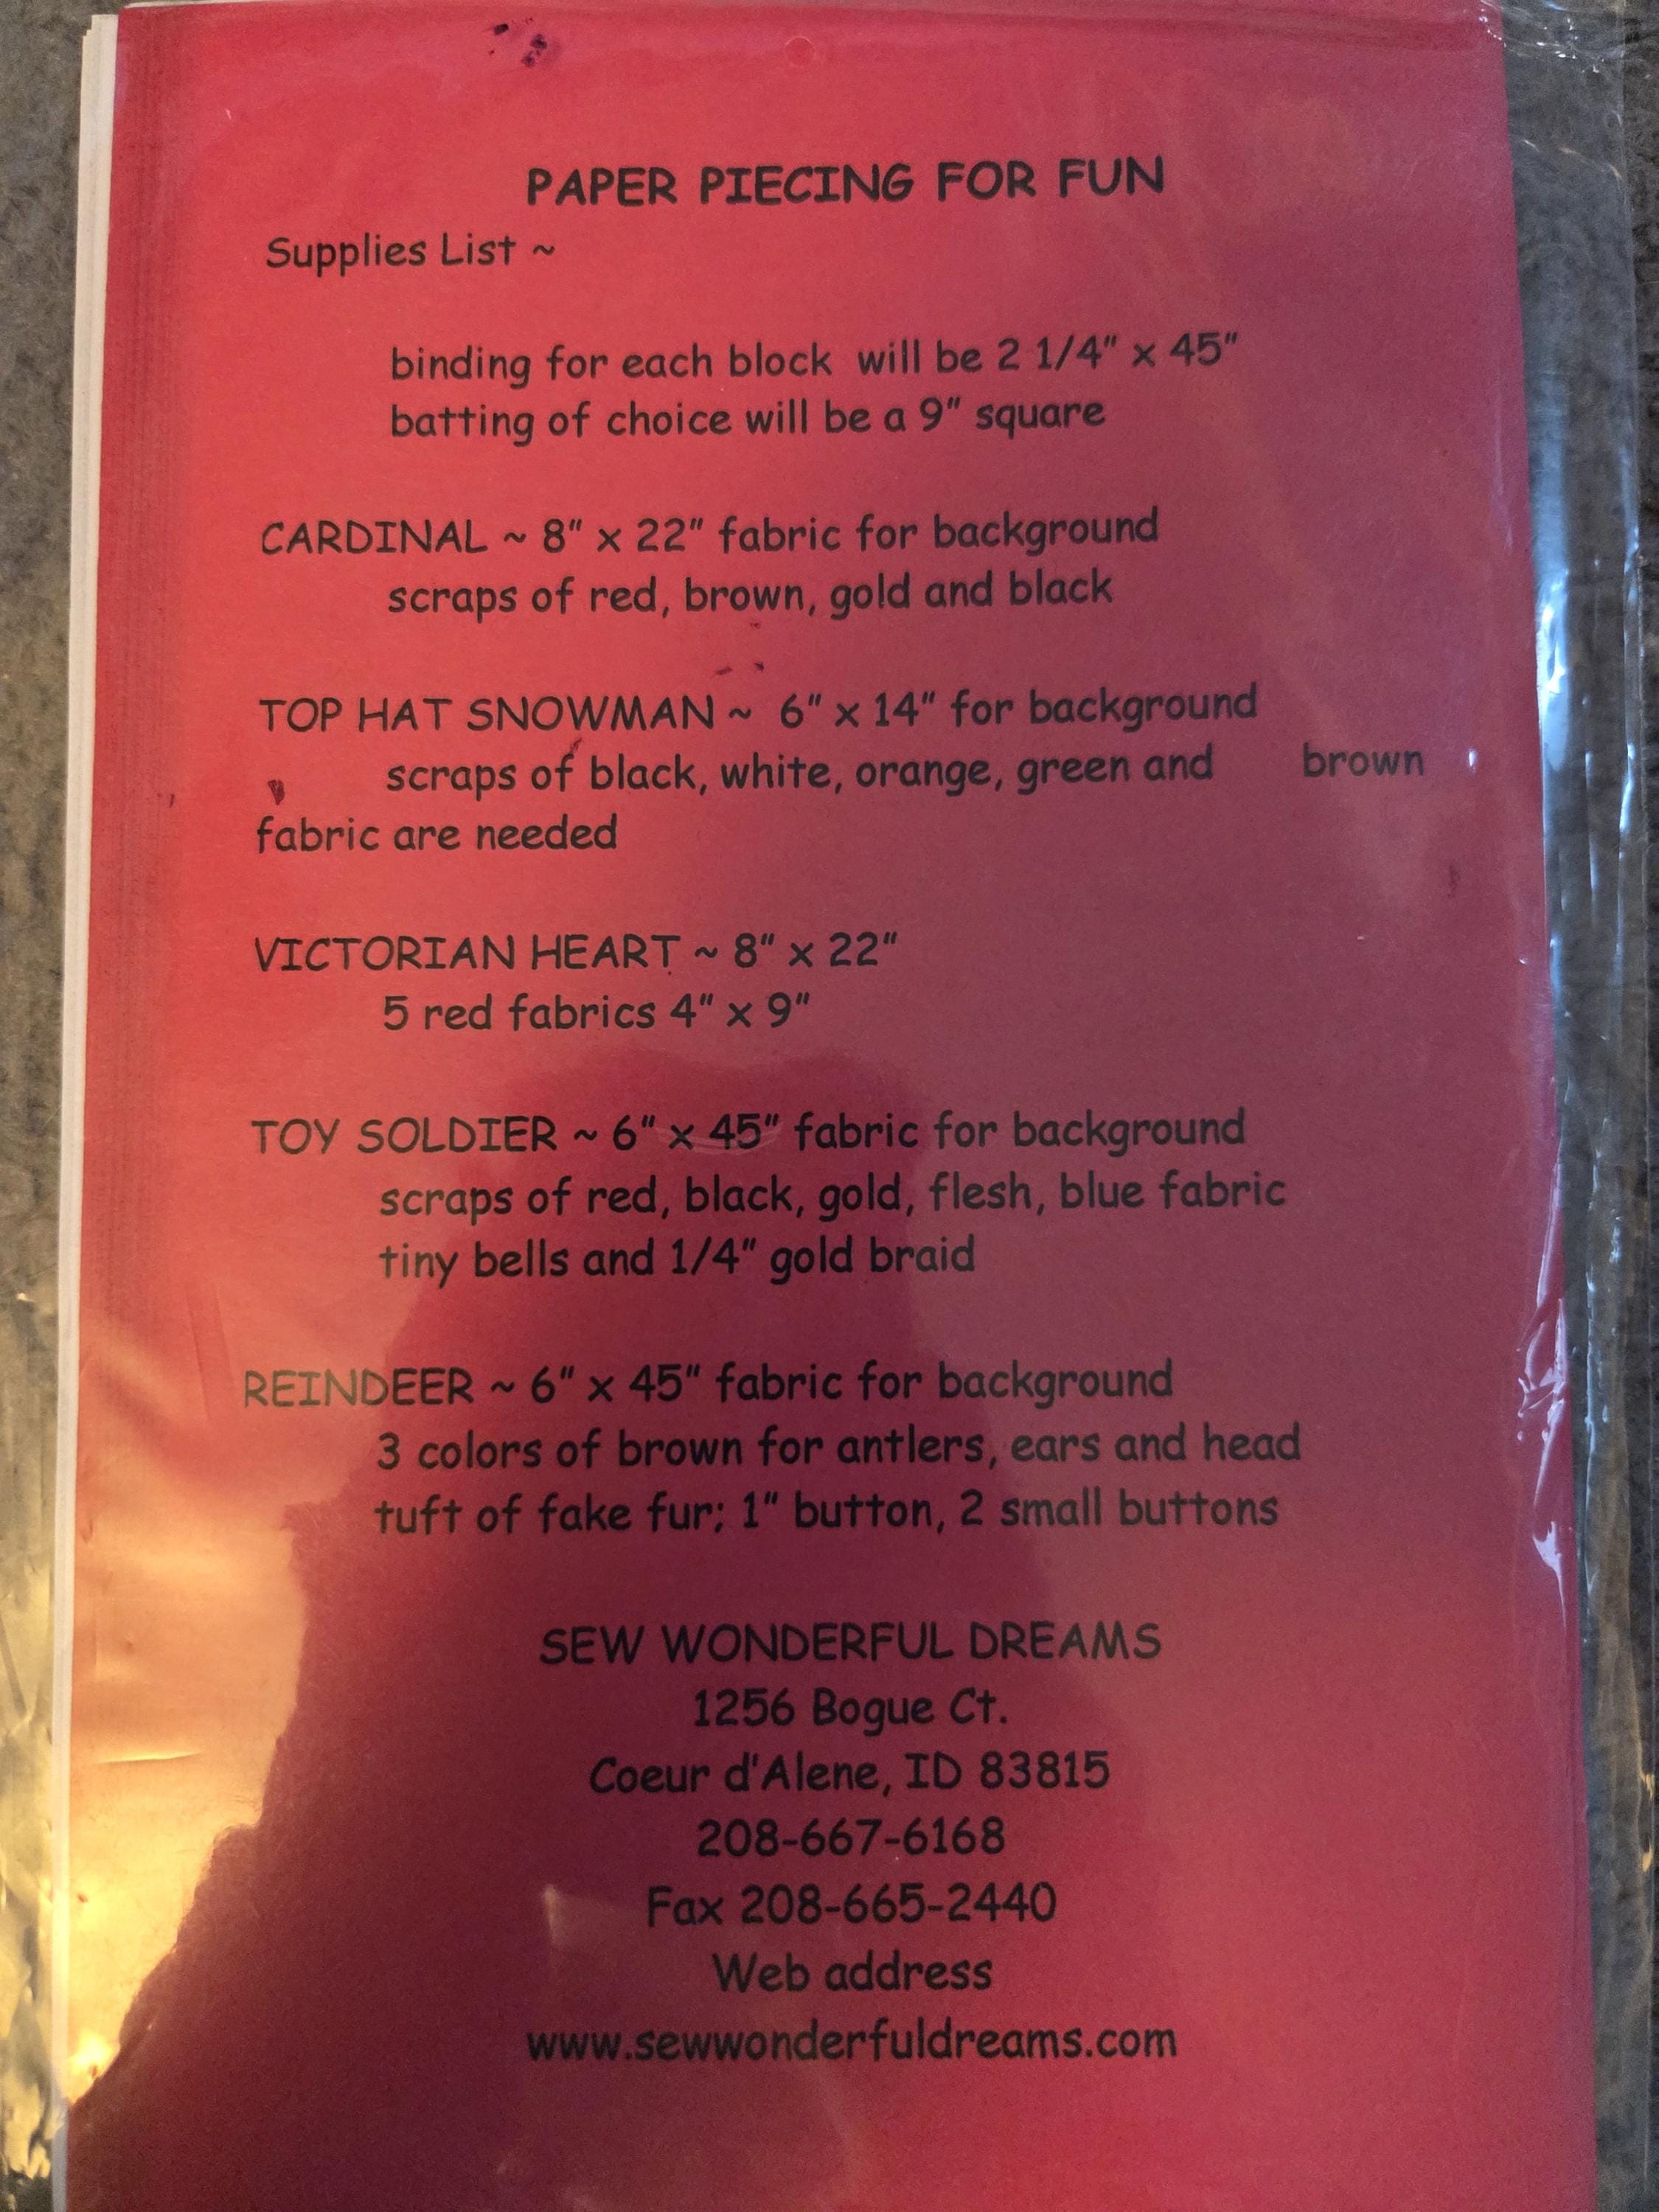 PAPER PIECING FOR FUN
Supplies List ~
binding for each block will be 2 1/4" x 45"
batting of choice will be a 9" square
CARDINAL ~ 8" x 22" fabric for background
scraps of red, brown, gold and black
TOP HAT SNOWMAN ~ 6" x 14" for background
scraps of black, white, orange, green and brown
fabric are needed
VICTORIAN HEART ~ 8" x 22"
5 red fabrics 4" x 9"
TOY SOLDIER ~ 6" x 45" fabric for background
scraps of red, black, gold, flesh, blue fabric
tiny bells and 1/4" gold braid
REINDEER ~ 6" x 45" fabric for background
3 colors of brown for antlers, ears and head
tuft of fake fur; 1" button, 2 small buttons
SEW WONDERFUL DREAMS
1256 Bogue Ct.
Coeur d'Alene, ID 83815
208-667-6168
Fax 208-665-2440
Web address
www.sewwonderfuldreams.com